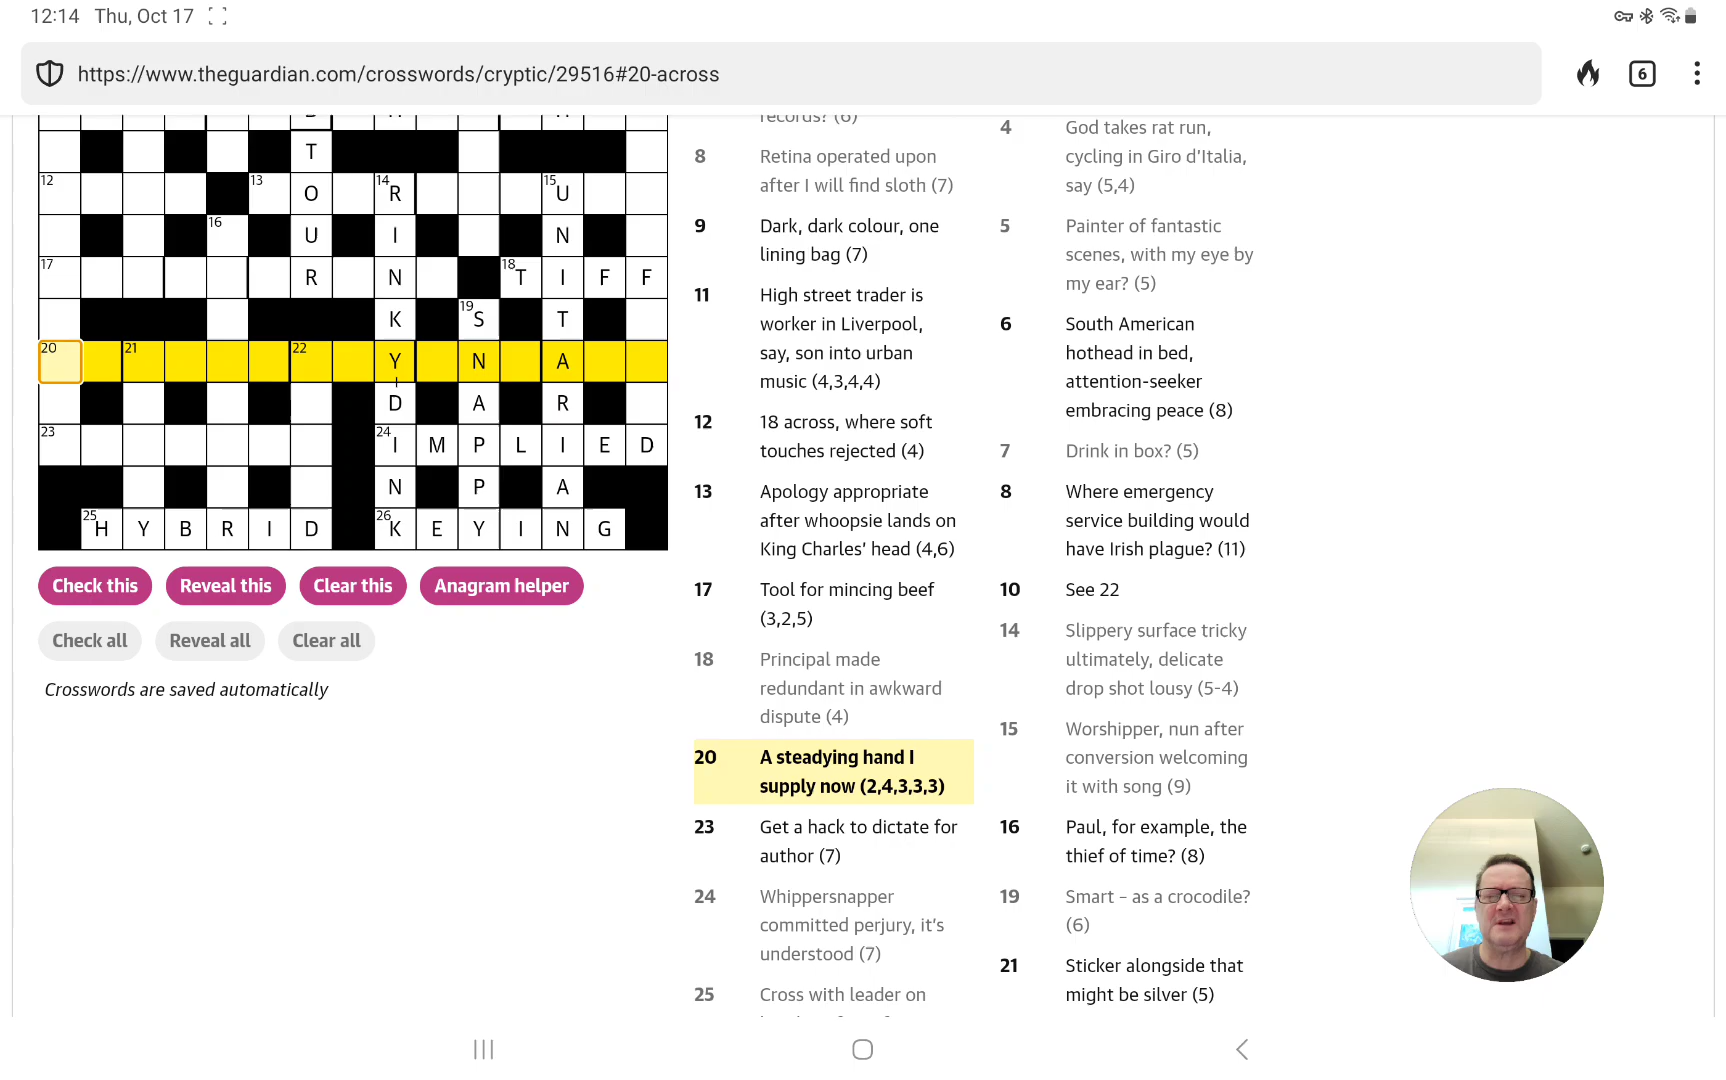 12:14 Thu, Oct 17
https://www.theguardian.com/crosswords/cryptic/29516#20-across
6
T
12 13 O 14 R 15 U
16 U I N
17 R N 18 T I F F
K 19 S T
20 21 22 Y N A
D A R
23 24 I M P L I E D
N P A
25 H Y B R I D 26 K E Y I N G
Check this Reveal this Clear this Anagram helper
Check all Reveal all Clear all
Crosswords are saved automatically
records? (6)
8 Retina operated upon
after I will find sloth (7)
9 Dark, dark colour, one
lining bag (7)
11 High street trader is
worker in Liverpool,
say, son into urban
music (4,3,4,4)
12 18 across, where soft
touches rejected (4)
13 Apology appropriate
after whoopsie lands on
King Charles’ head (4,6)
17 Tool for mincing beef
(3,2,5)
18 Principal made
redundant in awkward
dispute (4)
20 A steadying hand I
supply now (2,4,3,3,3)
23 Get a hack to dictate for
author (7)
24 Whippersnapper
committed perjury, it’s
understood (7)
25 Cross with leader on
4 God takes rat run,
cycling in Giro d’Italia,
say (5,4)
5 Painter of fantastic
scenes, with my eye by
my ear? (5)
6 South American
hothead in bed,
attention-seeker
embracing peace (8)
7 Drink in box? (5)
8 Where emergency
service building would
have Irish plague? (11)
10 See 22
14 Slippery surface tricky
ultimately, delicate
drop shot lousy (5-4)
15 Worshipper, nun after
conversion welcoming
it with song (9)
16 Paul, for example, the
thief of time? (8)
19 Smart – as a crocodile?
(6)
21 Sticker alongside that
might be silver (5)